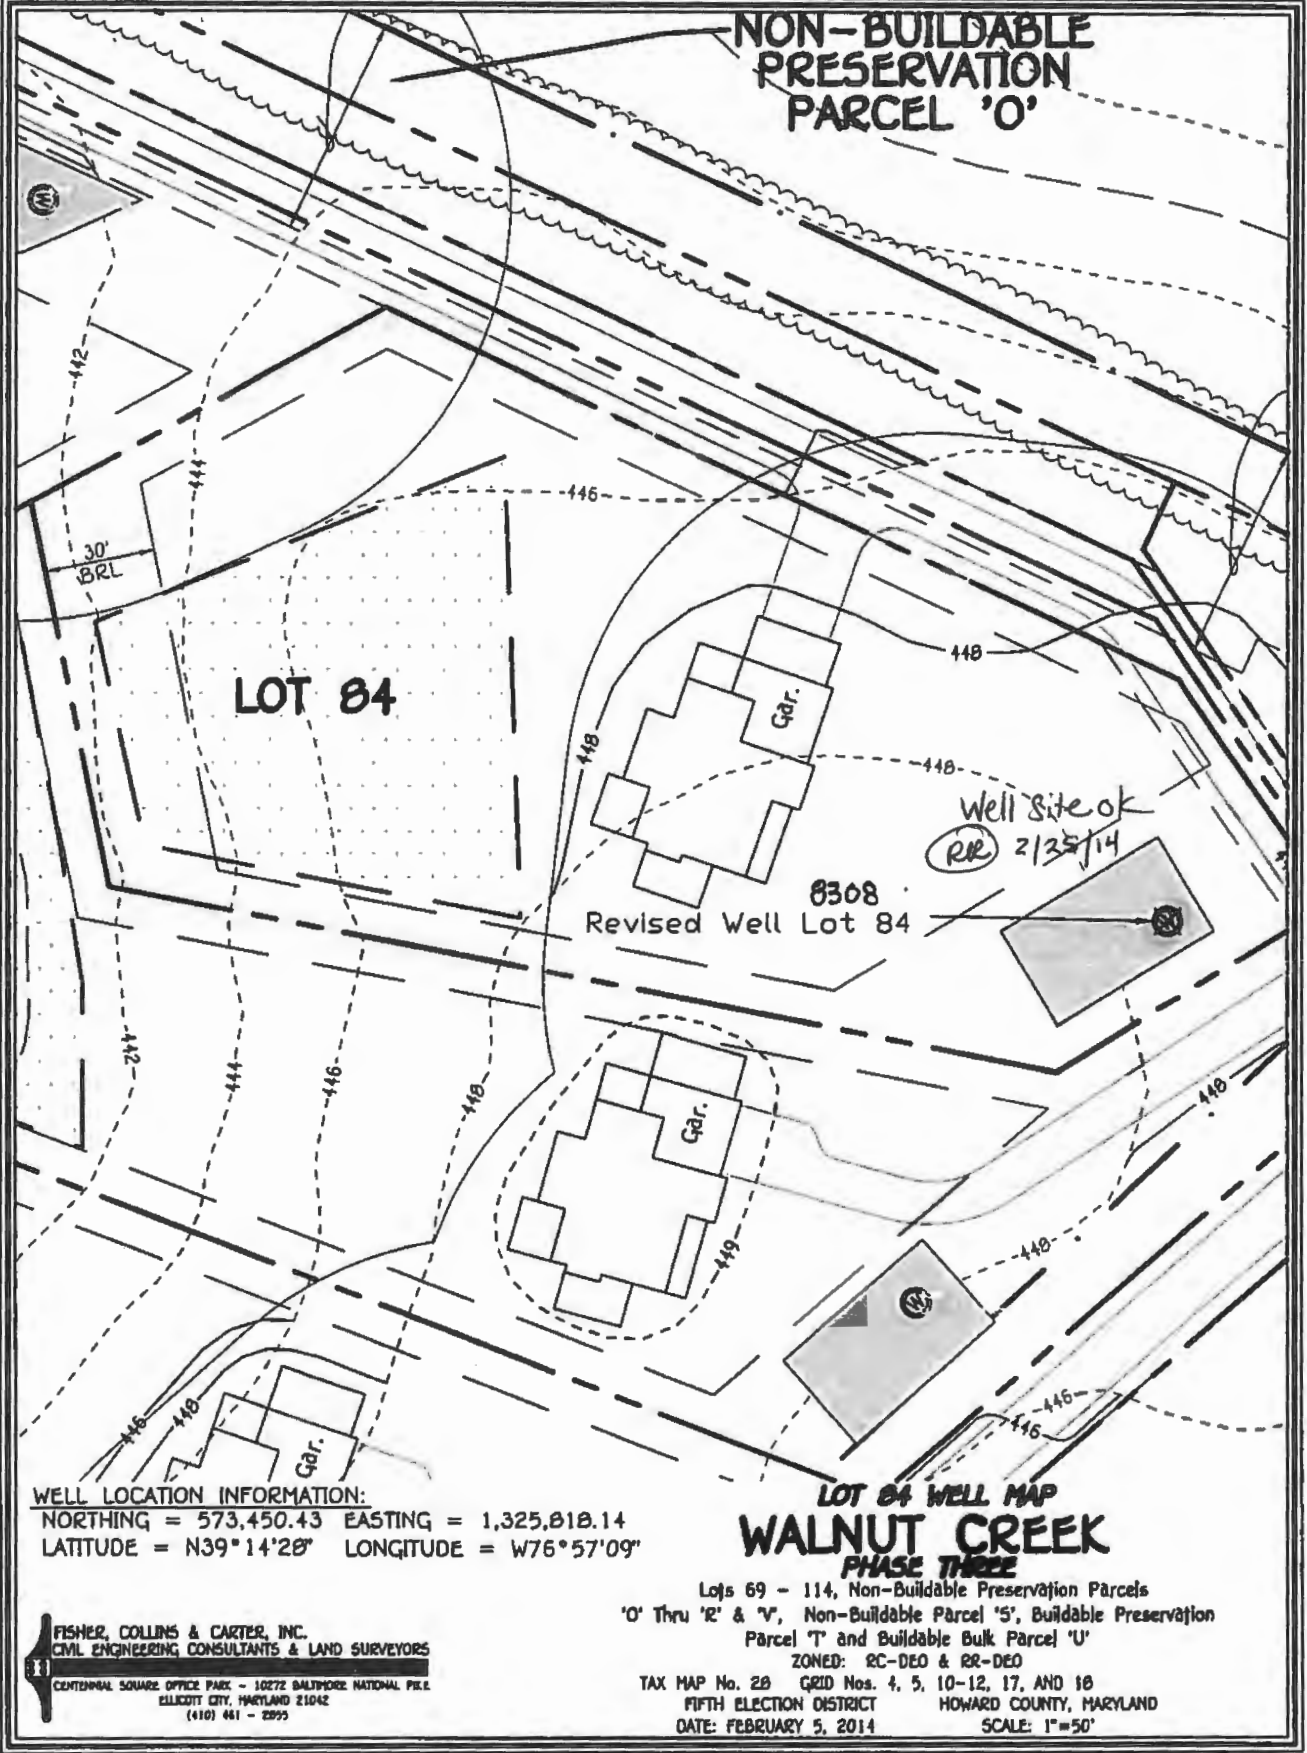 NON-BUILDABLE
PRESERVATION
PARCEL 'O'
W
442
444
446
30'
BRL
LOT 84
448
Gar.
448
448
Well Site ok
RR 2/25/14
8308
Revised Well Lot 84
W
442
444
446
448
Gar.
449
448
448
W
446
448
Gar.
446
446
WELL LOCATION INFORMATION:
NORTHING = 573,450.43 EASTING = 1,325,818.14
LATITUDE = N39°14'28" LONGITUDE = W76°57'09"
LOT 84 WELL MAP
WALNUT CREEK
PHASE THREE
Lots 69 - 114, Non-Buildable Preservation Parcels
'O' Thru 'R' & 'V', Non-Buildable Parcel 'S', Buildable Preservation
Parcel 'T' and Buildable Bulk Parcel 'U'
ZONED: RC-DEO & RR-DEO
TAX MAP No. 28 GRID Nos. 4, 5, 10-12, 17, AND 18
FIFTH ELECTION DISTRICT HOWARD COUNTY, MARYLAND
DATE: FEBRUARY 5, 2014 SCALE: 1"=50'
FISHER, COLLINS & CARTER, INC.
CIVIL ENGINEERING CONSULTANTS & LAND SURVEYORS
CENTENNIAL SQUARE OFFICE PARK - 10272 BALTIMORE NATIONAL PIKE
ELLICOTT CITY, MARYLAND 21042
(410) 461 - 2855